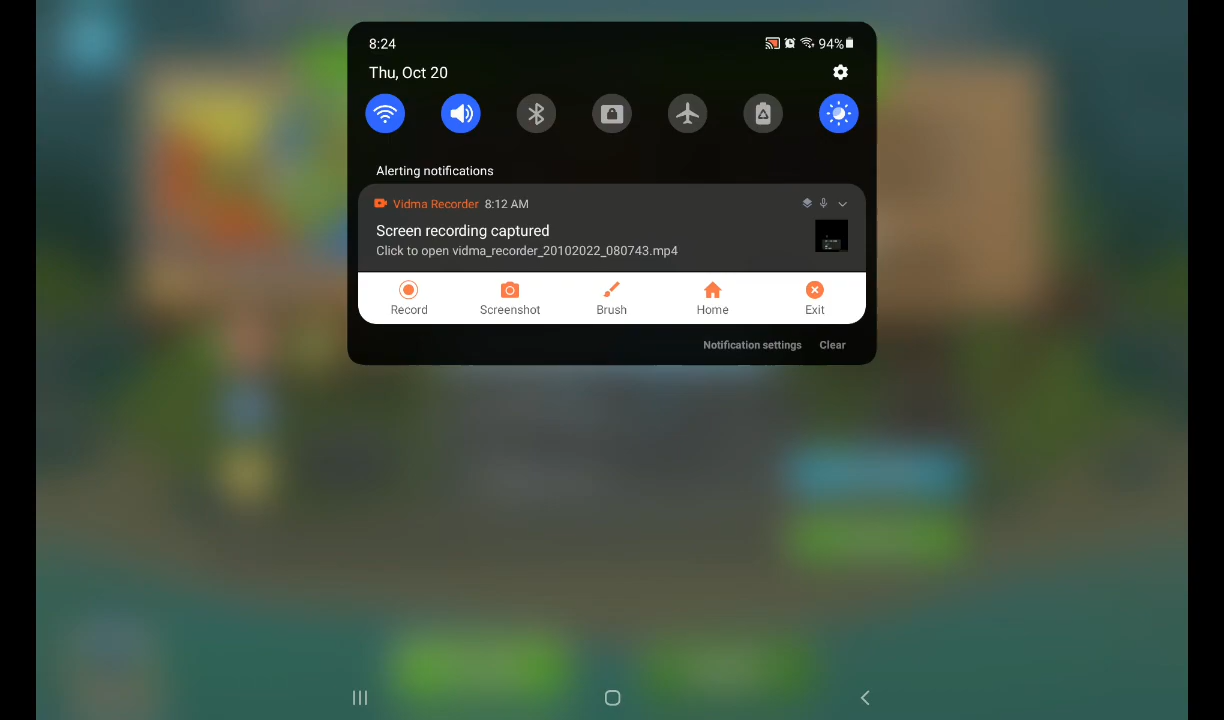 8:24 94%
Thu, Oct 20
Alerting notifications
Vidma Recorder 8:12 AM
Screen recording captured
Click to open vidma_recorder_20102022_080743.mp4
Record Screenshot Brush Home Exit
Notification settings Clear